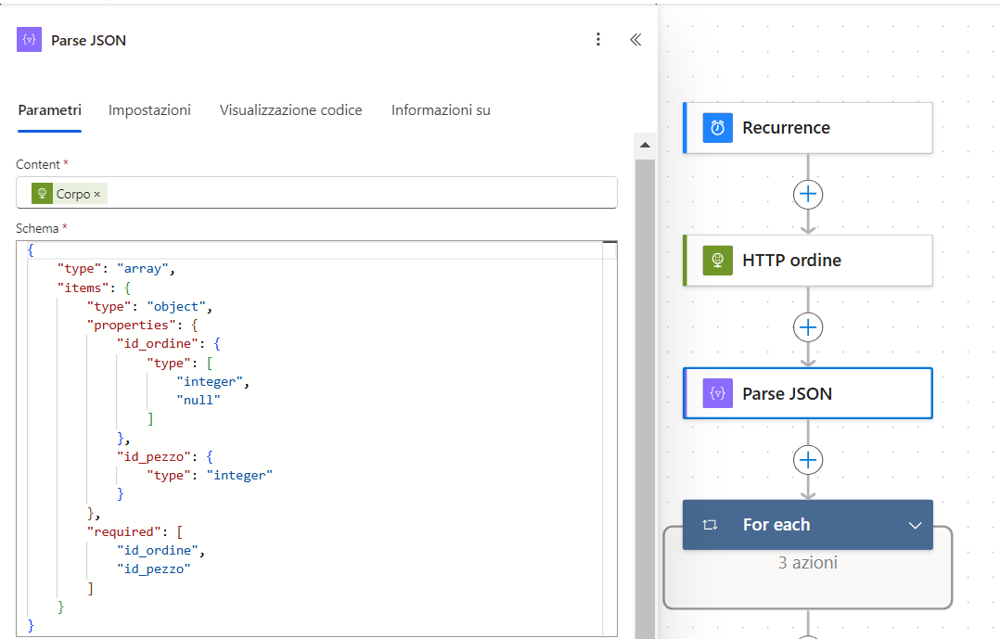 Parse JSON
Parametri
Impostazioni
Visualizzazione codice
Informazioni su
Content *
Corpo ×
Schema *
{
    "type": "array",
    "items": {
        "type": "object",
        "properties": {
            "id_ordine": {
                "type": [
                    "integer",
                    "null"
                ]
            },
            "id_pezzo": {
                "type": "integer"
            }
        },
        "required": [
            "id_ordine",
            "id_pezzo"
        ]
    }
}
Recurrence
HTTP ordine
Parse JSON
For each
3 azioni